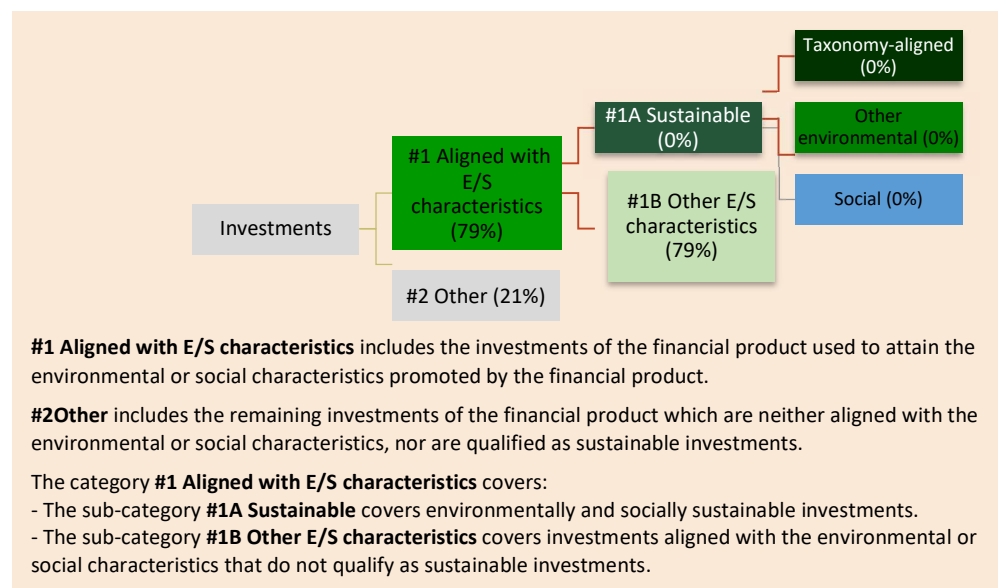 Taxonomy-aligned
(0%)
#1A Sustainable
(0%)
Other
environmental (0%)
#1 Aligned with
E/S
characteristics
(79%)
#1B Other E/S
characteristics
(79%)
Social (0%)
Investments
#2 Other (21%)
#1 Aligned with E/S characteristics includes the investments of the financial product used to attain the
environmental or social characteristics promoted by the financial product.
#2Other includes the remaining investments of the financial product which are neither aligned with the
environmental or social characteristics, nor are qualified as sustainable investments.
The category #1 Aligned with E/S characteristics covers:
- The sub-category #1A Sustainable covers environmentally and socially sustainable investments.
- The sub-category #1B Other E/S characteristics covers investments aligned with the environmental or
social characteristics that do not qualify as sustainable investments.